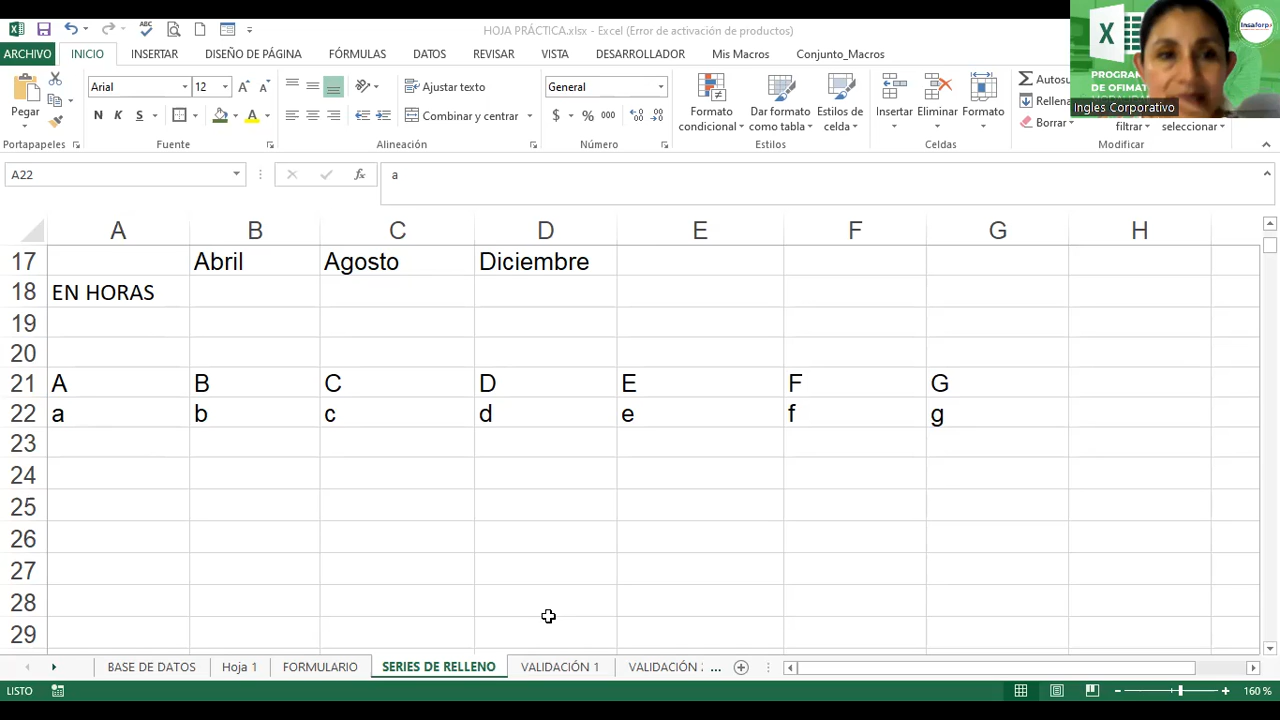 HOJA PRÁCTICA.xlsx - Excel (Error de activación de productos)
ARCHIVO INICIO INSERTAR DISEÑO DE PÁGINA FÓRMULAS DATOS REVISAR VISTA DESARROLLADOR Mis Macros Conjunto_Macros
Pegar
Arial 12
N K S
Ajustar texto
Combinar y centrar
General
$ % 000
Formato condicional
Dar formato como tabla
Estilos de celda
Insertar
Eliminar
Formato
Borrar
filtrar
seleccionar
Portapapeles Fuente Alineación Número Estilos Celdas Modificar
Insaforp
Ingles Corporativo
A22 fx a
A B C D E F G H
17 Abril Agosto Diciembre
18 EN HORAS
19
20
21 A B C D E F G
22 a b c d e f g
23
24
25
26
27
28
29
BASE DE DATOS Hoja 1 FORMULARIO SERIES DE RELLENO VALIDACIÓN 1 VALIDACIÓN ...
LISTO 160 %